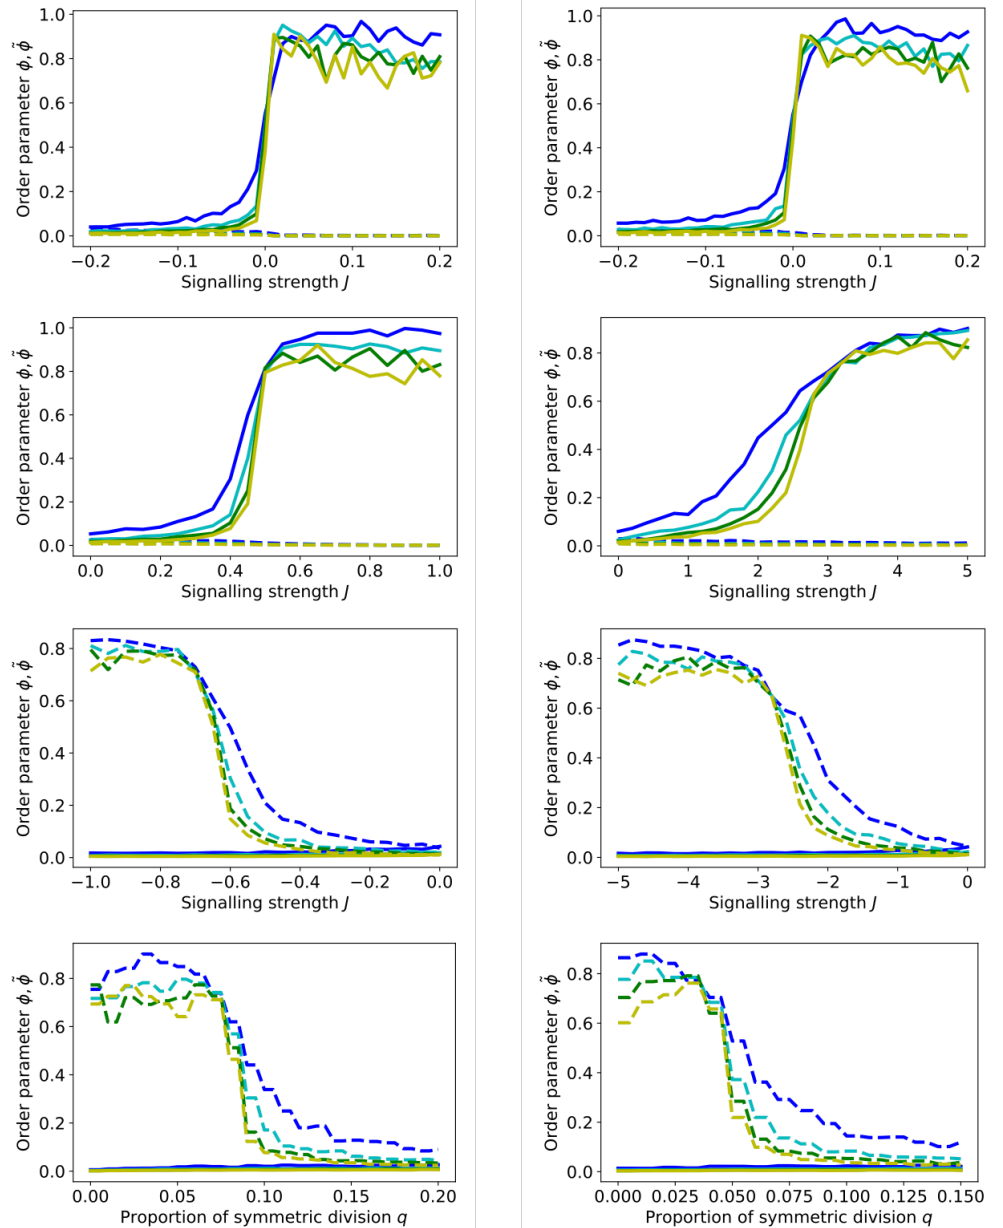 Order parameter ϕ, ϕ̃
1.0
0.8
0.6
0.4
0.2
0.0
−0.2 −0.1 0.0 0.1 0.2
Signalling strength J
Order parameter ϕ, ϕ̃
1.0
0.8
0.6
0.4
0.2
0.0
−0.2 −0.1 0.0 0.1 0.2
Signalling strength J
Order parameter ϕ, ϕ̃
1.0
0.8
0.6
0.4
0.2
0.0
0.0 0.2 0.4 0.6 0.8 1.0
Signalling strength J
Order parameter ϕ, ϕ̃
0.8
0.6
0.4
0.2
0.0
0 1 2 3 4 5
Signalling strength J
Order parameter ϕ, ϕ̃
0.8
0.6
0.4
0.2
0.0
−1.0 −0.8 −0.6 −0.4 −0.2 0.0
Signalling strength J
Order parameter ϕ, ϕ̃
0.8
0.6
0.4
0.2
0.0
−5 −4 −3 −2 −1 0
Signalling strength J
Order parameter ϕ, ϕ̃
0.8
0.6
0.4
0.2
0.0
0.00 0.05 0.10 0.15 0.20
Proportion of symmetric division q
Order parameter ϕ, ϕ̃
0.8
0.6
0.4
0.2
0.0
0.000 0.025 0.050 0.075 0.100 0.125 0.150
Proportion of symmetric division q